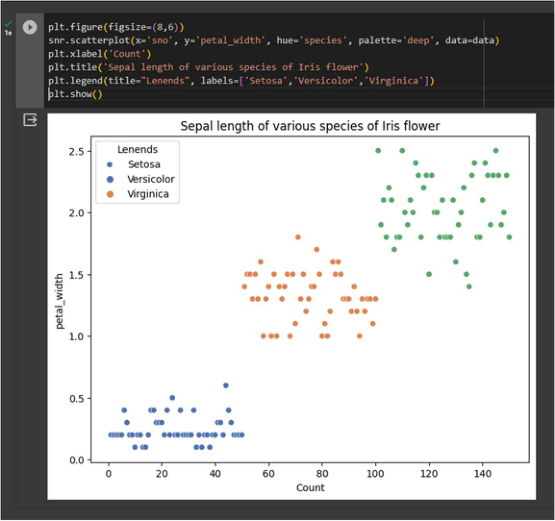 1s
plt.figure(figsize=(8,6))
snr.scatterplot(x='sno', y='petal_width', hue='species', palette='deep', data=data)
plt.xlabel('Count')
plt.title('Sepal length of various species of Iris flower')
plt.legend(title="Lenends", labels=['Setosa','Versicolor','Virginica'])
plt.show()
Sepal length of various species of Iris flower
Lenends
Setosa
Versicolor
Virginica
2.5
2.0
1.5
1.0
0.5
0.0
petal_width
0 20 40 60 80 100 120 140
Count